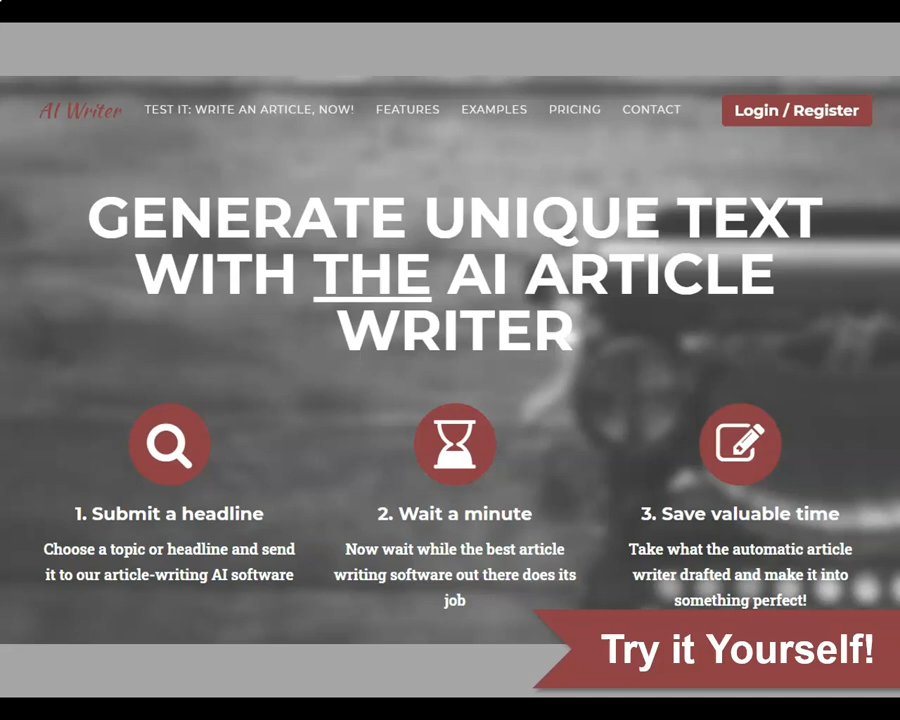 AI Writer TEST IT: WRITE AN ARTICLE, NOW! FEATURES EXAMPLES PRICING CONTACT Login / Register
GENERATE UNIQUE TEXT
WITH THE AI ARTICLE
WRITER
1. Submit a headline
Choose a topic or headline and send
it to our article-writing AI software
2. Wait a minute
Now wait while the best article
writing software out there does its
job
3. Save valuable time
Take what the automatic article
writer drafted and make it into
something perfect!
Try it Yourself!